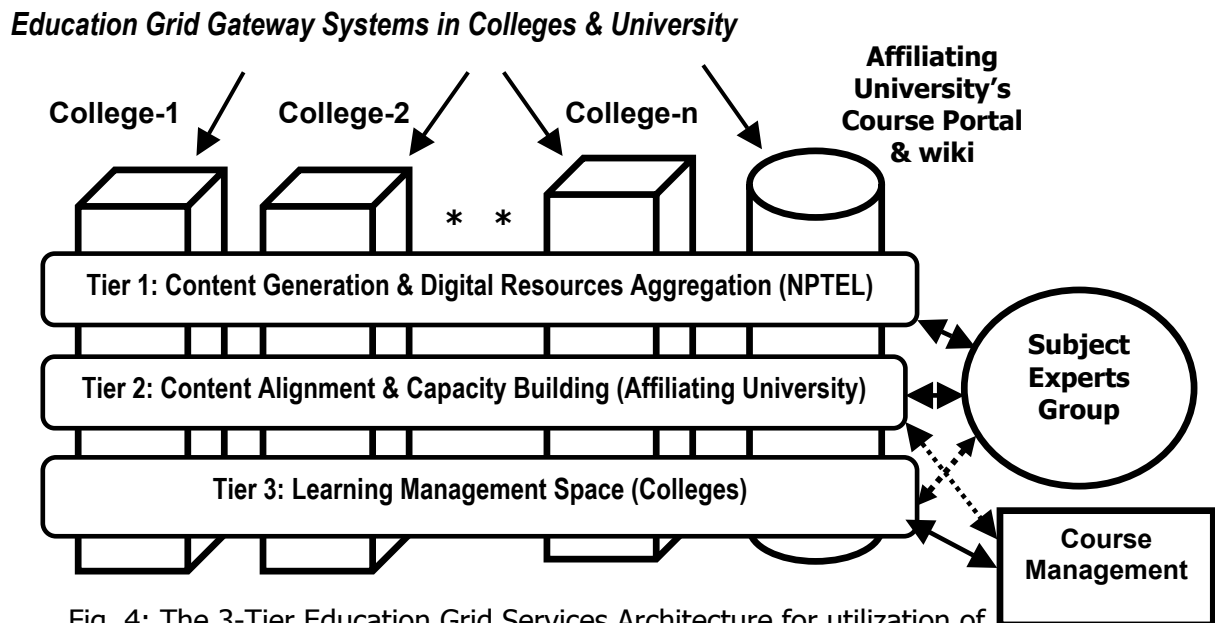 Education Grid Gateway Systems in Colleges & University
Affiliating
University’s
Course Portal
& wiki
College-1
College-2
College-n
* *
Tier 1: Content Generation & Digital Resources Aggregation (NPTEL)
Tier 2: Content Alignment & Capacity Building (Affiliating University)
Tier 3: Learning Management Space (Colleges)
Subject
Experts
Group
Course
Management
Fig. 4: The 3-Tier Education Grid Services Architecture for utilization of